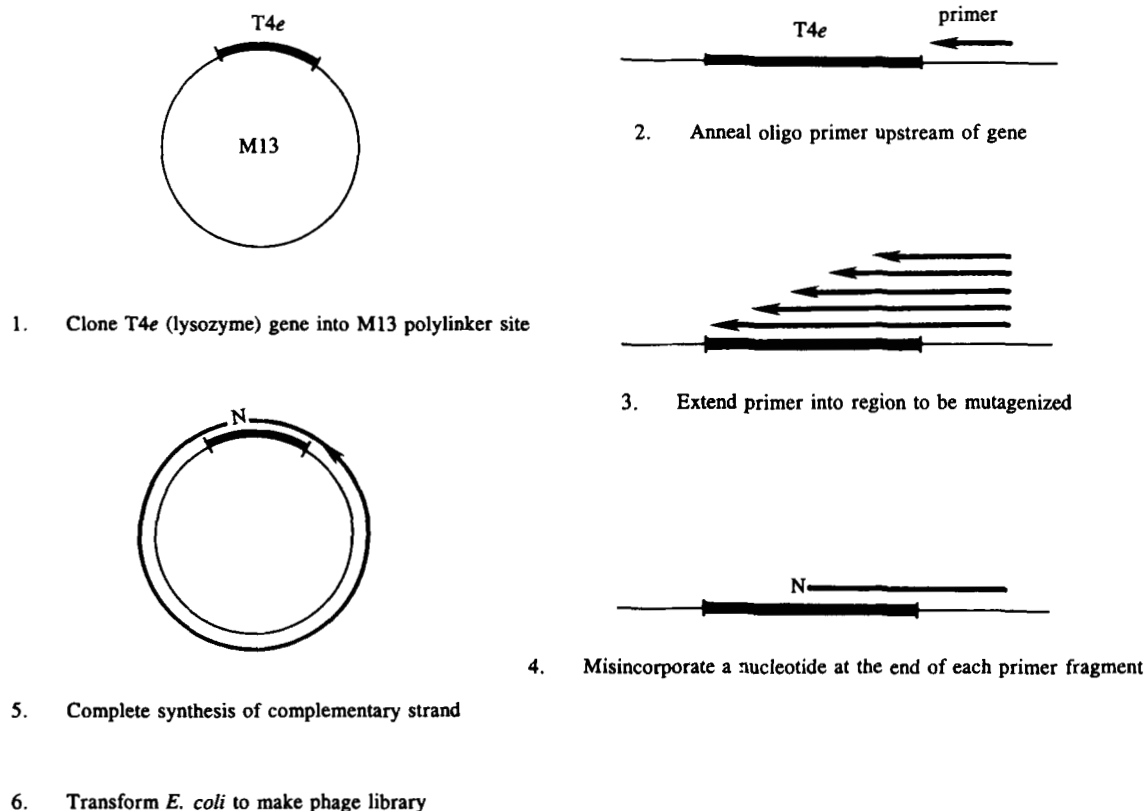 T4e
M13
1. Clone T4e (lysozyme) gene into M13 polylinker site
primer
T4e
2. Anneal oligo primer upstream of gene
3. Extend primer into region to be mutagenized
N
4. Misincorporate a nucleotide at the end of each primer fragment
N
5. Complete synthesis of complementary strand
6. Transform E. coli to make phage library